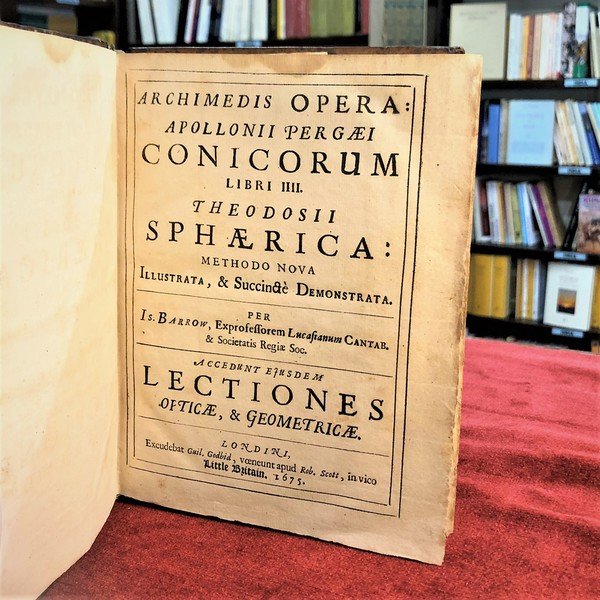 ARCHIMEDIS OPERA:
APOLLONII PERGÆI
CONICORUM
LIBRI IIII.
THEODOSII
SPHÆRICA:
METHODO NOVA
ILLUSTRATA, & Succinctè DEMONSTRATA.
PER
Is. BARROW, Exprofeſſorem Lucaſianum CANTAB.
& Societatis Regiæ Soc.
ACCEDUNT EJUSDEM
LECTIONES
OPTICÆ, & GEOMETRICÆ.
LONDINI,
Excudebat Guil. Godbid, vœneunt apud Rob. Scott, in vico
Little Britain. 1675.